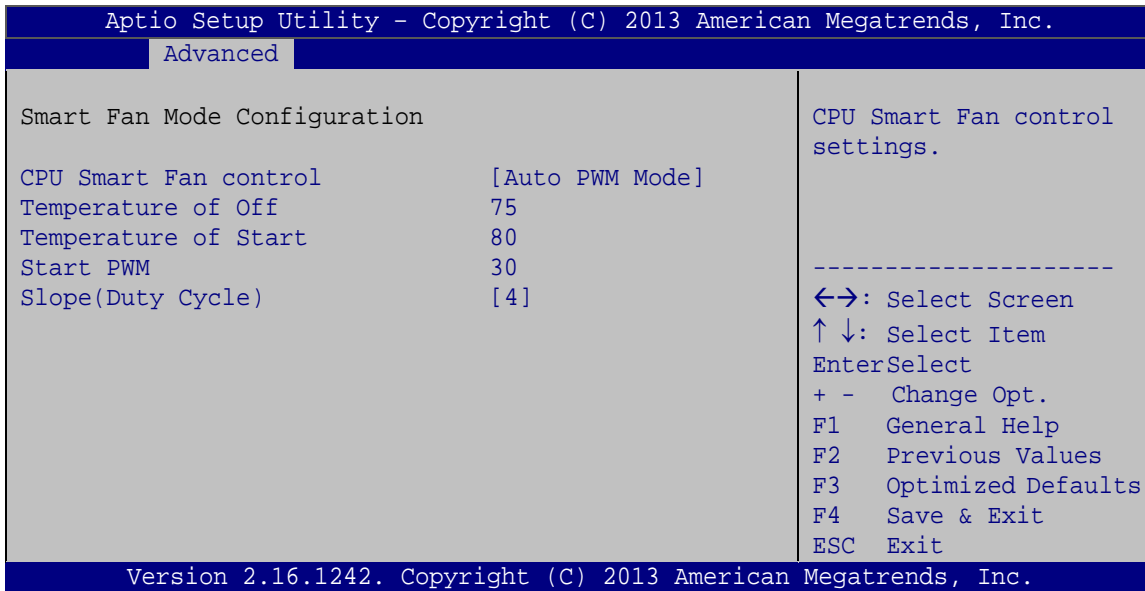 Aptio Setup Utility – Copyright (C) 2013 American Megatrends, Inc.
Advanced
Smart Fan Mode Configuration
CPU Smart Fan control [Auto PWM Mode]
Temperature of Off 75
Temperature of Start 80
Start PWM 30
Slope(Duty Cycle) [4]
CPU Smart Fan control
settings.
---------------------
←→: Select Screen
↑ ↓: Select Item
EnterSelect
+ - Change Opt.
F1 General Help
F2 Previous Values
F3 Optimized Defaults
F4 Save & Exit
ESC Exit
Version 2.16.1242. Copyright (C) 2013 American Megatrends, Inc.